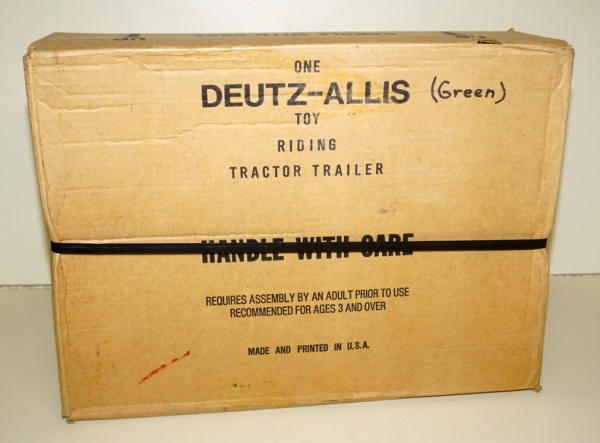 ONE
DEUTZ-ALLIS (Green)
TOY
RIDING
TRACTOR TRAILER
HANDLE WITH CARE
REQUIRES ASSEMBLY BY AN ADULT PRIOR TO USE
RECOMMENDED FOR AGES 3 AND OVER
MADE AND PRINTED IN U.S.A.